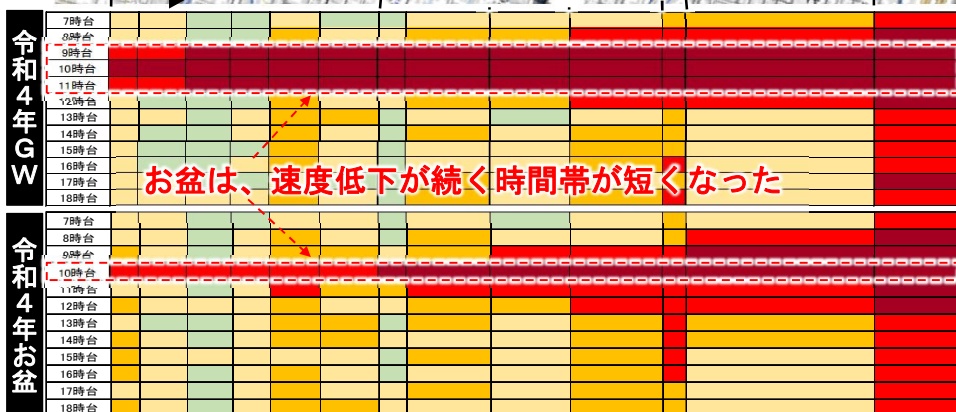 令和4年GW
7時台
8時台
9時台
10時台
11時台
12時台
13時台
14時台
15時台
16時台
17時台
18時台
お盆は、速度低下が続く時間帯が短くなった
令和4年お盆
7時台
8時台
9時台
10時台
11時台
12時台
13時台
14時台
15時台
16時台
17時台
18時台